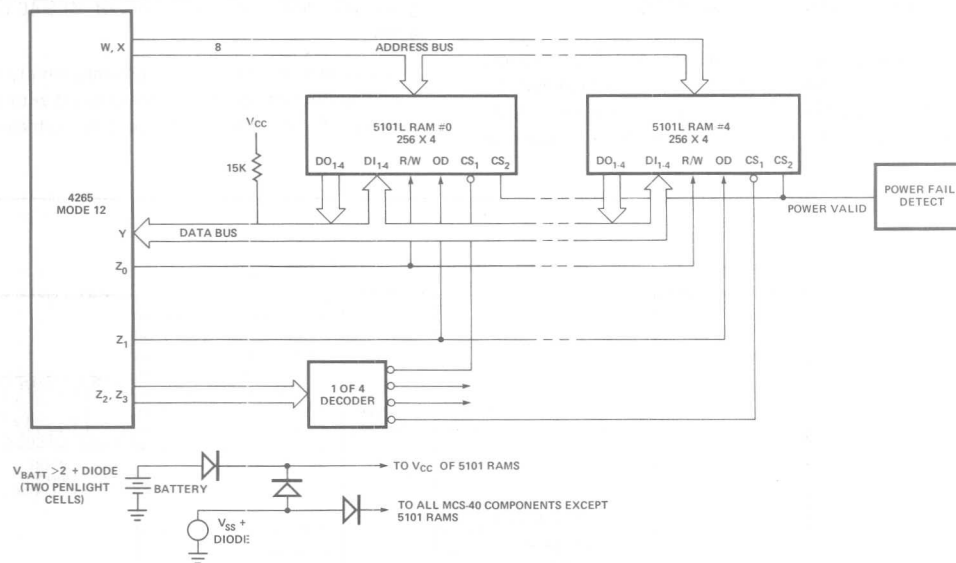 W, X
8
ADDRESS BUS
VCC
15K
5101L RAM #0
256 X 4
DO1-4 DI1-4 R/W OD CS1 CS2
5101L RAM =4
256 X 4
DO1-4 DI1-4 R/W OD CS1 CS2
POWER FAIL
DETECT
POWER VALID
4265
MODE 12
Y
DATA BUS
Z0
Z1
Z2, Z3
1 OF 4
DECODER
VBATT >2 + DIODE
(TWO PENLIGHT
CELLS)
BATTERY
TO VCC OF 5101 RAMS
TO ALL MCS-40 COMPONENTS EXCEPT
5101 RAMS
VSS +
DIODE